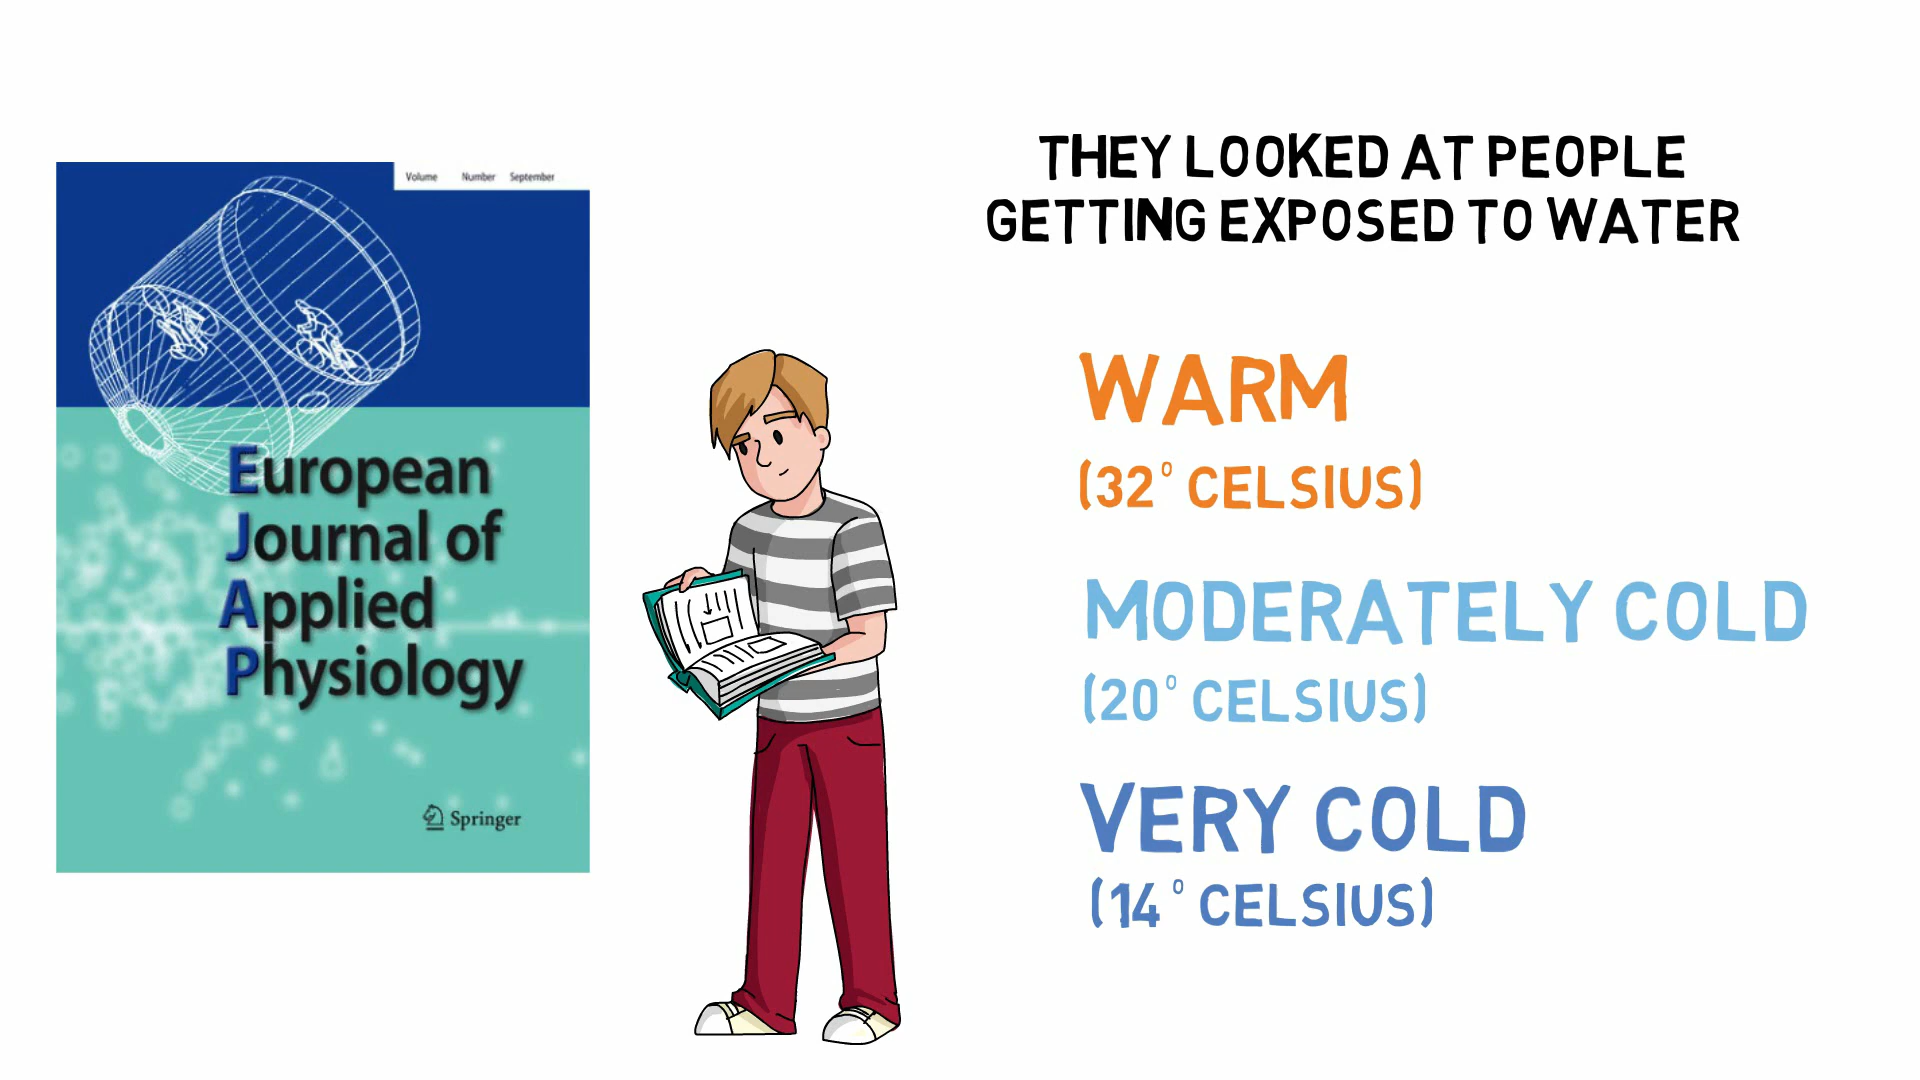 Volume Number September
European
Journal of
Applied
Physiology
Springer
THEY LOOKED AT PEOPLE
GETTING EXPOSED TO WATER
WARM
(32° CELSIUS)
MODERATELY COLD
(20° CELSIUS)
VERY COLD
(14° CELSIUS)